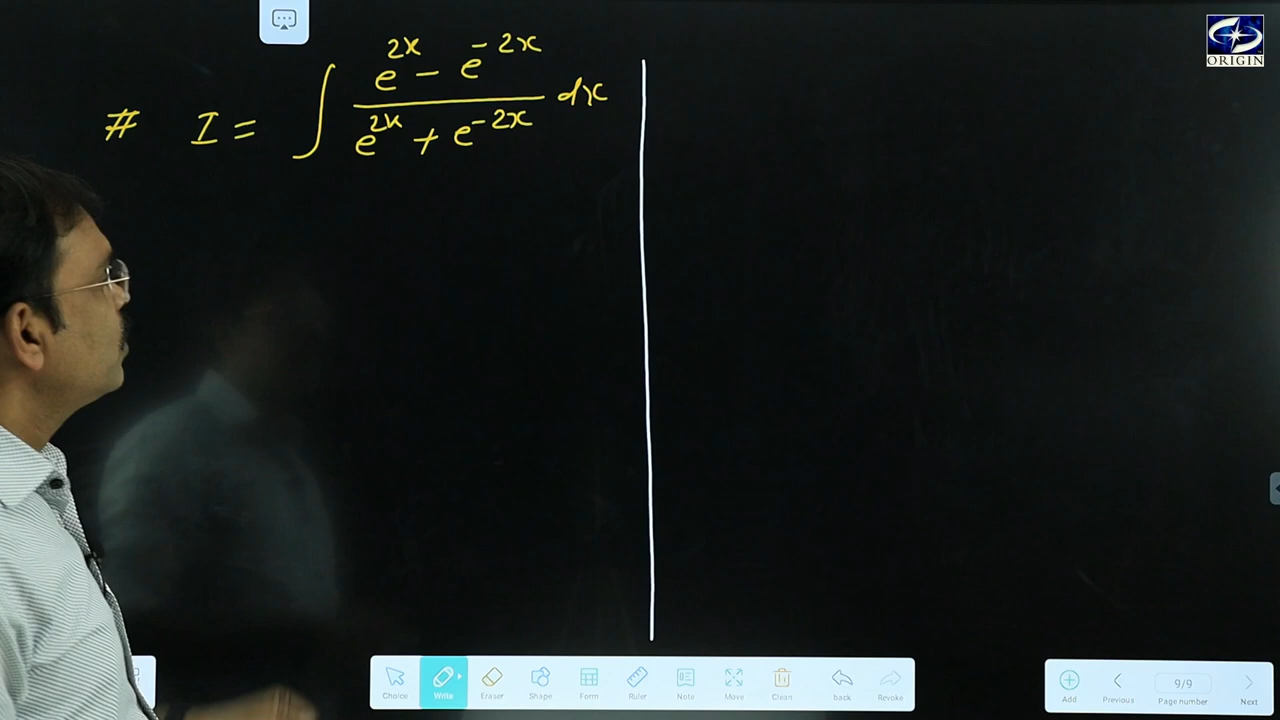 # I = ∫ (e^{2x} - e^{-2x}) / (e^{2x} + e^{-2x}) dx
ORIGIN
Choice Write Eraser Shape Form Ruler Note Move Clean back Revoke
Add Previous 9/9 Page number Next